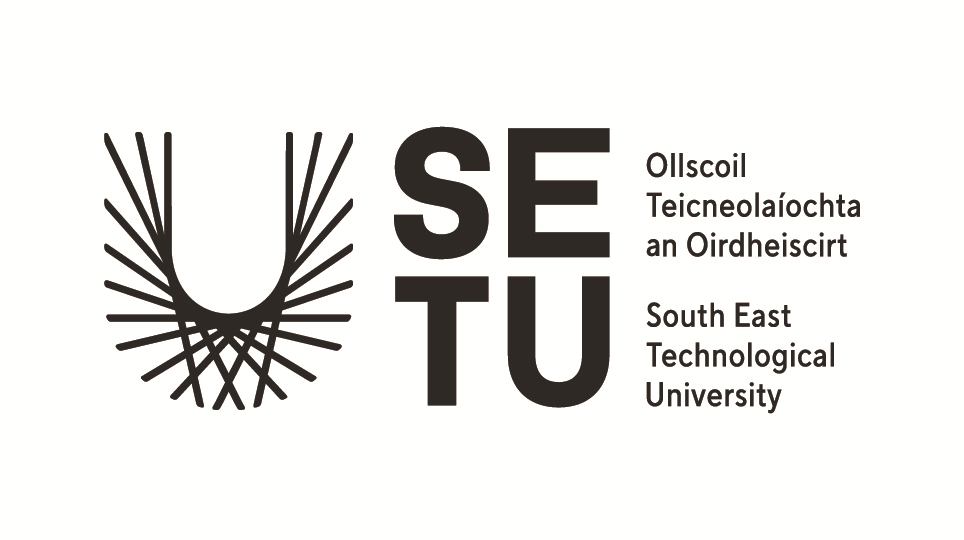 SE
TU
Ollscoil
Teicneolaíochta
an Oirdheiscirt
South East
Technological
University